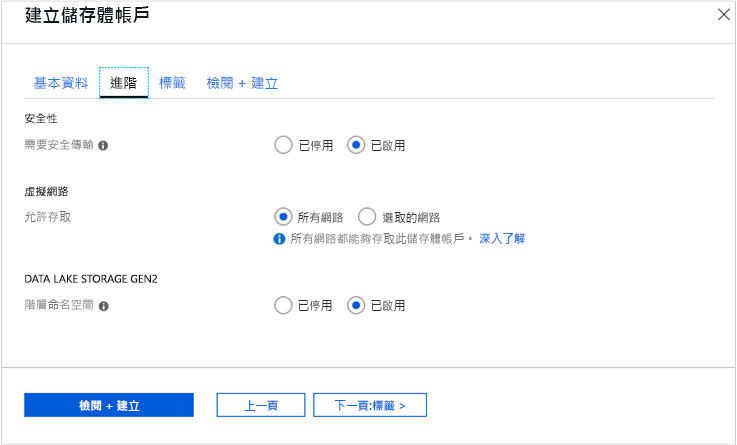 建立儲存體帳戶
基本資料 進階 標籤 檢閱 + 建立
安全性
需要安全傳輸 已停用 已啟用
虛擬網路
允許存取 所有網路 選取的網路
所有網路都能夠存取此儲存體帳戶。 深入了解
DATA LAKE STORAGE GEN2
階層命名空間 已停用 已啟用
檢閱 + 建立 上一頁 下一頁:標籤 >